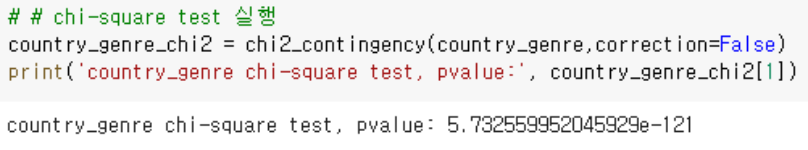 # # chi-square test 실행
country_genre_chi2 = chi2_contingency(country_genre,correction=False)
print('country_genre chi-square test, pvalue:', country_genre_chi2[1])
country_genre chi-square test, pvalue: 5.732559952045929e-121